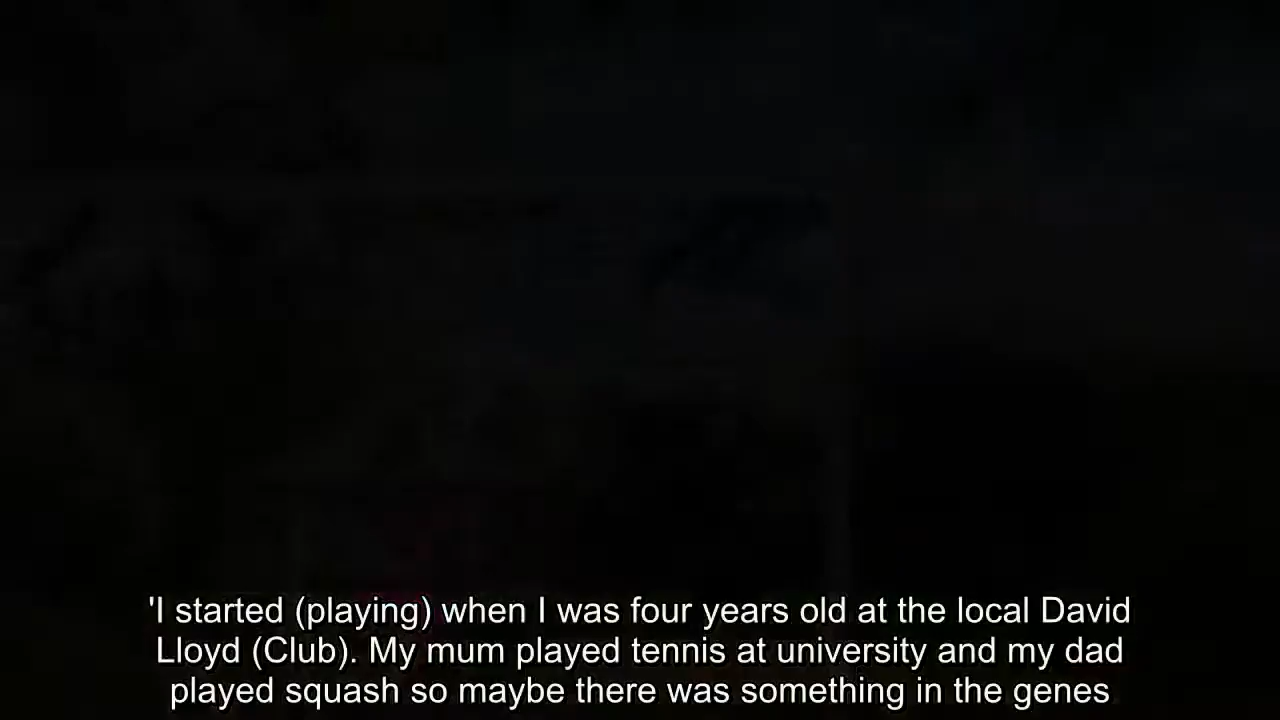 'I started (playing) when I was four years old at the local David
Lloyd (Club). My mum played tennis at university and my dad
played squash so maybe there was something in the genes